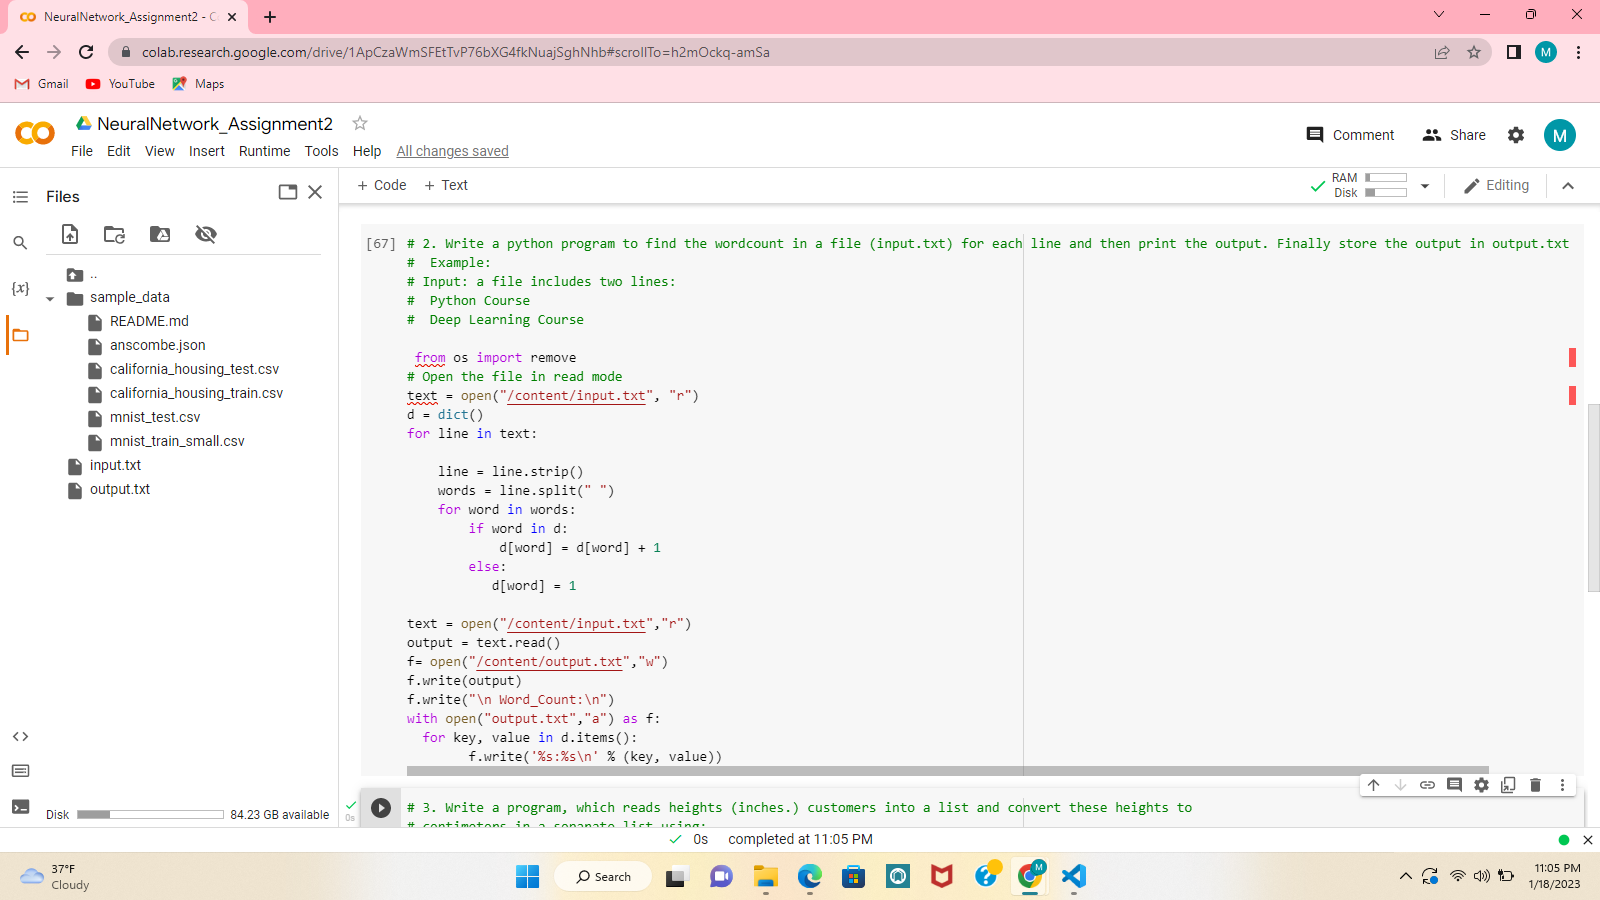 NeuralNetwork_Assignment2 - C
colab.research.google.com/drive/1ApCzaWmSFEtTvP76bXG4fkNuajSghNhb#scrollTo=h2mOckq-amSa
M
Gmail YouTube Maps
NeuralNetwork_Assignment2
File Edit View Insert Runtime Tools Help All changes saved
Comment Share M
Files
+ Code + Text
RAM
Disk
Editing
..
sample_data
README.md
anscombe.json
california_housing_test.csv
california_housing_train.csv
mnist_test.csv
mnist_train_small.csv
input.txt
output.txt
{x}
Disk 84.23 GB available
[67] # 2. Write a python program to find the wordcount in a file (input.txt) for each line and then print the output. Finally store the output in output.txt
#  Example:
# Input: a file includes two lines:
#  Python Course
#  Deep Learning Course
 from os import remove
# Open the file in read mode
text = open("/content/input.txt", "r")
d = dict()
for line in text:
    line = line.strip()
    words = line.split(" ")
    for word in words:
        if word in d:
            d[word] = d[word] + 1
        else:
           d[word] = 1
text = open("/content/input.txt","r")
output = text.read()
f= open("/content/output.txt","w")
f.write(output)
f.write("\n Word_Count:\n")
with open("output.txt","a") as f:
  for key, value in d.items():
        f.write('%s:%s\n' % (key, value))
0s
# 3. Write a program, which reads heights (inches.) customers into a list and convert these heights to
# centimeters in a separate list using:
0s completed at 11:05 PM
37°F
Cloudy
Search
M
11:05 PM
1/18/2023